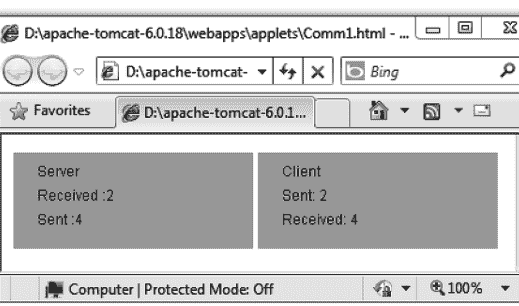 D:\apache-tomcat-6.0.18\webapps\applets\Comm1.html - ...
D:\apache-tomcat-
Bing
Favorites
D:\apache-tomcat-6.0.1...
Server
Received :2
Sent :4
Client
Sent: 2
Received: 4
Computer | Protected Mode: Off
100%